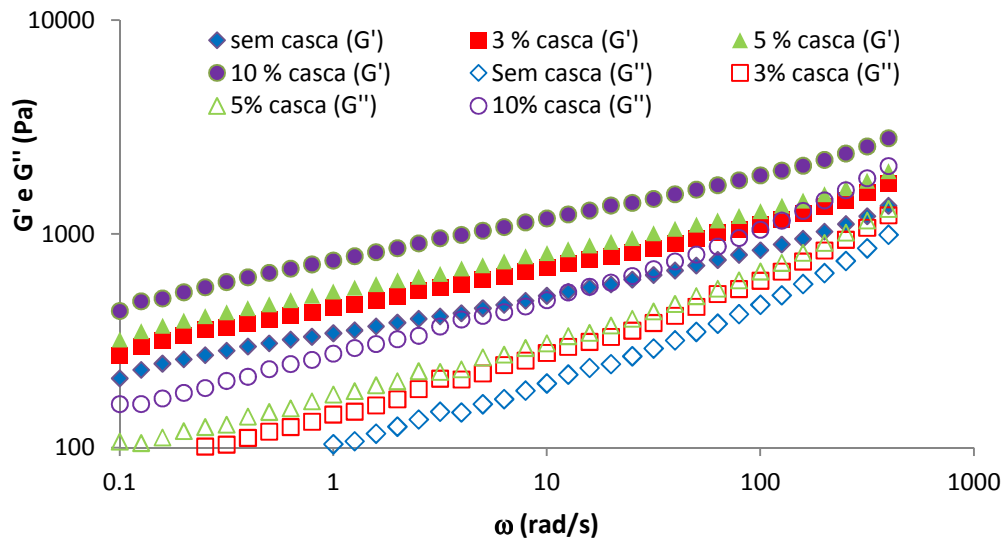 10000
1000
100
G' e G'' (Pa)
sem casca (G')
3 % casca (G')
5 % casca (G')
10 % casca (G')
Sem casca (G'')
3% casca (G'')
5% casca (G'')
10% casca (G'')
0.1
1
10
100
1000
ω (rad/s)